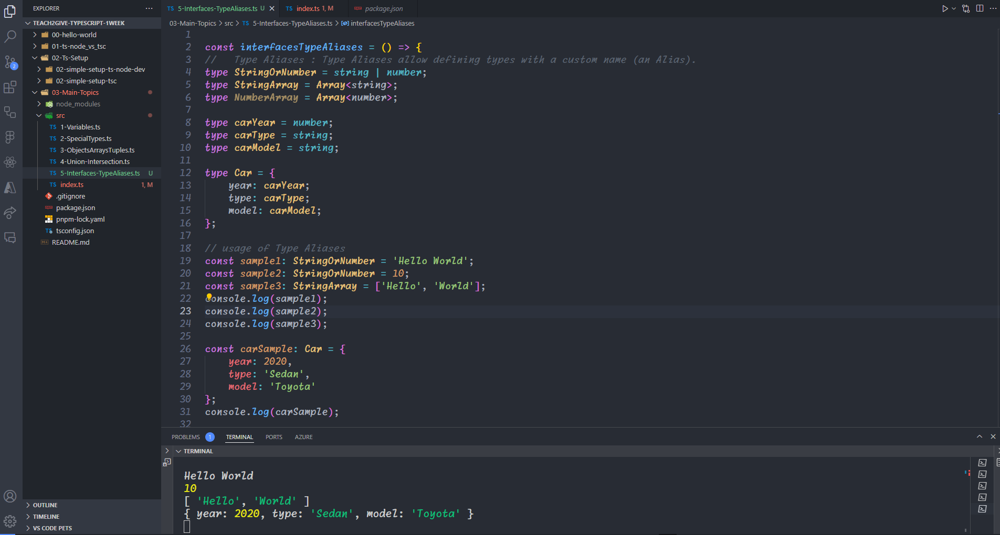 EXPLORER
TEACH2GIVE-TYPESCRIPT-1WEEK
00-hello-world
01-ts-node_vs_tsc
02-Ts-Setup
02-simple-setup-ts-node-dev
02-simple-setup-tsc
03-Main-Topics
node_modules
src
TS 1-Variables.ts
TS 2-SpecialTypes.ts
TS 3-ObjectsArraysTuples.ts
TS 4-Union-Intersection.ts
TS 5-Interfaces-TypeAliases.ts U
TS index.ts 1, M
.gitignore
package.json
pnpm-lock.yaml
TS tsconfig.json
README.md
OUTLINE
TIMELINE
VS CODE PETS
2
TS 5-Interfaces-TypeAliases.ts U
TS index.ts 1, M
package.json
03-Main-Topics > src > TS 5-Interfaces-TypeAliases.ts > interfacesTypeAliases
1
2 const interfacesTypeAliases = () => {
3 //   Type Aliases : Type Aliases allow defining types with a custom name (an Alias).
4 type StringOrNumber = string | number;
5 type StringArray = Array<string>;
6 type NumberArray = Array<number>;
7
8 type carYear = number;
9 type carType = string;
10 type carModel = string;
11
12 type Car = {
13     year: carYear;
14     type: carType;
15     model: carModel;
16 };
17
18 // usage of Type Aliases
19 const sample1: StringOrNumber = 'Hello World';
20 const sample2: StringOrNumber = 10;
21 const sample3: StringArray = ['Hello', 'World'];
22 console.log(sample1);
23 console.log(sample2);
24 console.log(sample3);
25
26 const carSample: Car = {
27     year: 2020,
28     type: 'Sedan',
29     model: 'Toyota'
30 };
31 console.log(carSample);
32
PROBLEMS 1 TERMINAL PORTS AZURE
TERMINAL
Hello World
10
[ 'Hello', 'World' ]
{ year: 2020, type: 'Sedan', model: 'Toyota' }